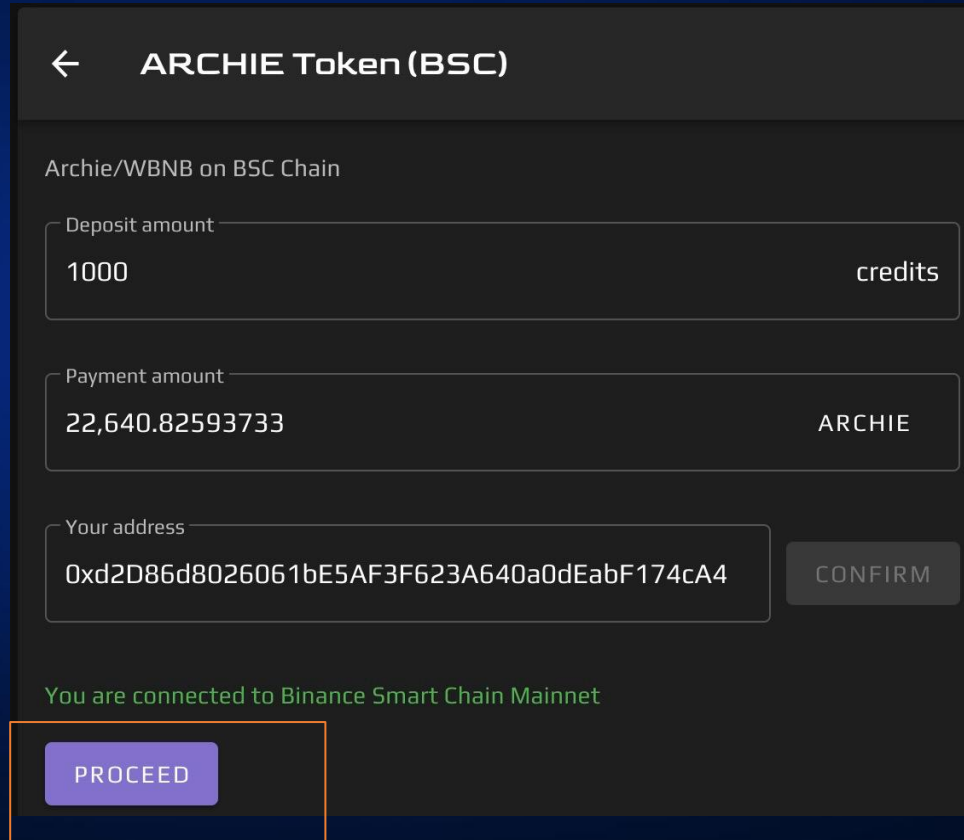 ARCHIE Token (BSC)
Archie/WBNB on BSC Chain
Deposit amount
1000 credits
Payment amount
22,640.82593733 ARCHIE
Your address
0xd2D86d8026061bE5AF3F623A640a0dEabF174cA4 CONFIRM
You are connected to Binance Smart Chain Mainnet
PROCEED